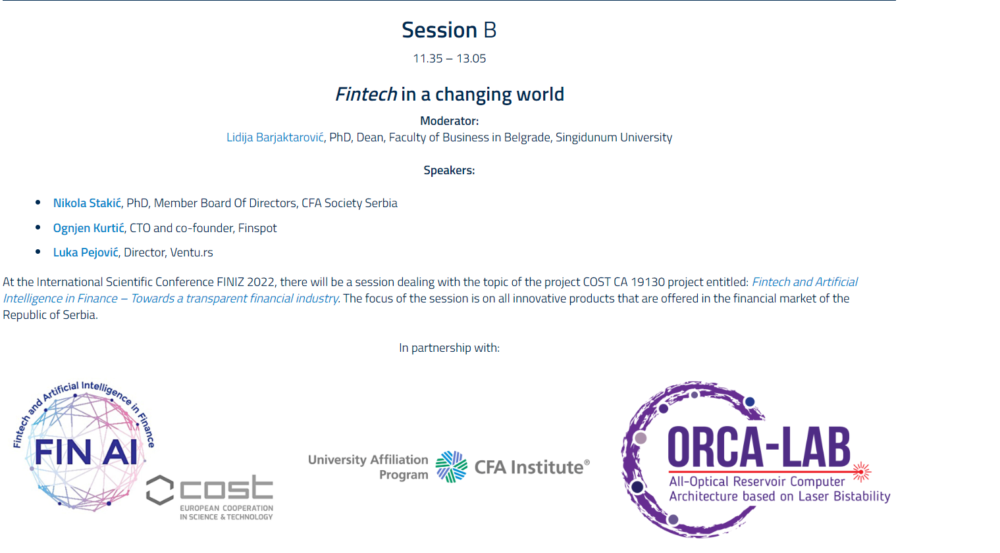 Session B
11.35 – 13.05
Fintech in a changing world
Moderator:
Lidija Barjaktarović, PhD, Dean, Faculty of Business in Belgrade, Singidunum University
Speakers:
• Nikola Stakić, PhD, Member Board Of Directors, CFA Society Serbia
• Ognjen Kurtić, CTO and co-founder, Finspot
• Luka Pejović, Director, Ventu.rs
At the International Scientific Conference FINIZ 2022, there will be a session dealing with the topic of the project COST CA 19130 project entitled: Fintech and Artificial
Intelligence in Finance – Towards a transparent financial industry. The focus of the session is on all innovative products that are offered in the financial market of the
Republic of Serbia.
In partnership with:
Fintech and Artificial Intelligence in Finance
FIN AI
cost
EUROPEAN COOPERATION
IN SCIENCE & TECHNOLOGY
University Affiliation
Program
CFA Institute®
ORCA-LAB
All-Optical Reservoir Computer
Architecture based on Laser Bistability